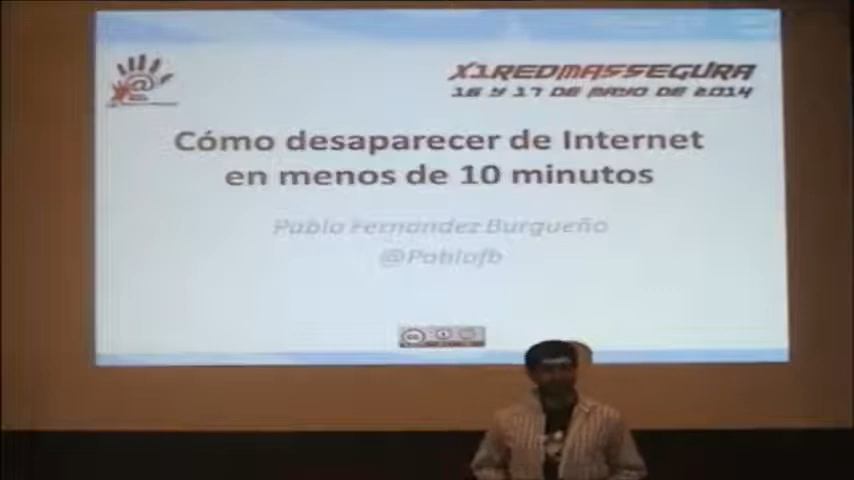 X1REDMASSEGURA
16 Y 17 DE MAYO DE 2014
Cómo desaparecer de Internet
en menos de 10 minutos
Pablo Fernández Burgueño
@Pablofb